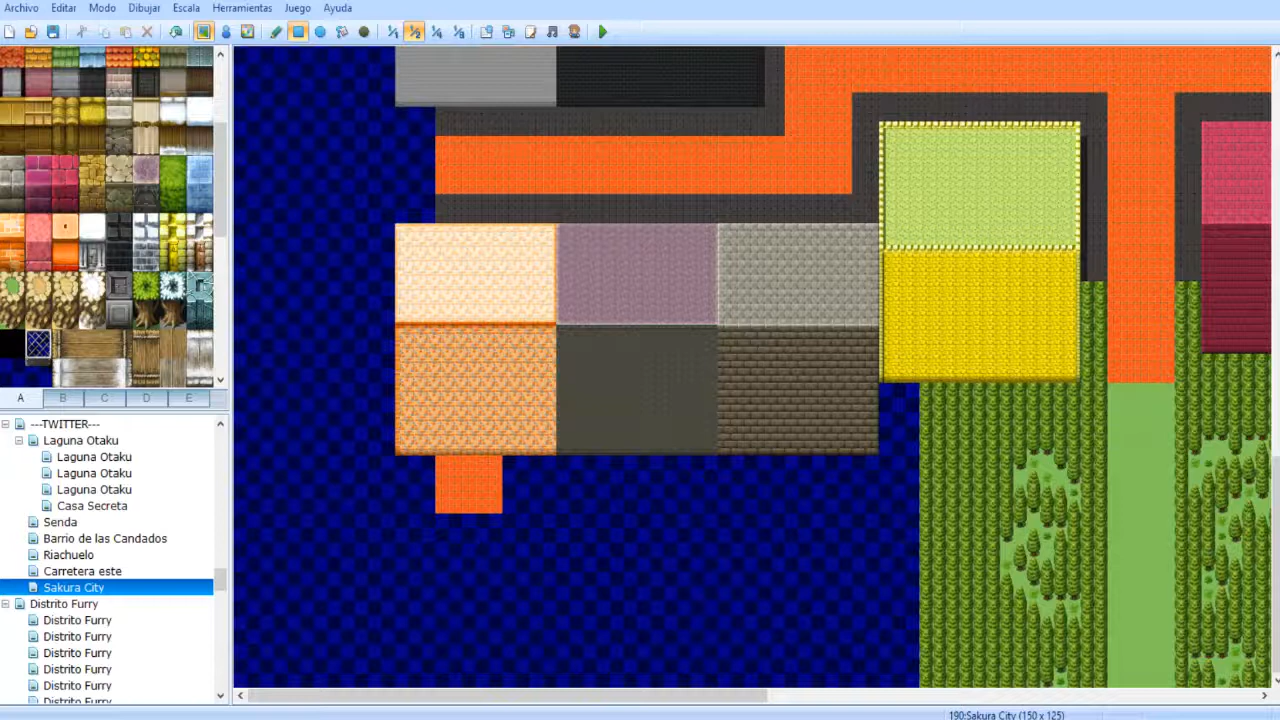 Archivo Editar Modo Dibujar Escala Herramientas Juego Ayuda
A B C D E
---TWITTER---
Laguna Otaku
Laguna Otaku
Laguna Otaku
Laguna Otaku
Casa Secreta
Senda
Barrio de las Candados
Riachuelo
Carretera este
Sakura City
Distrito Furry
Distrito Furry
Distrito Furry
Distrito Furry
Distrito Furry
Distrito Furry
Distrito Furry
190:Sakura City (150 x 125)